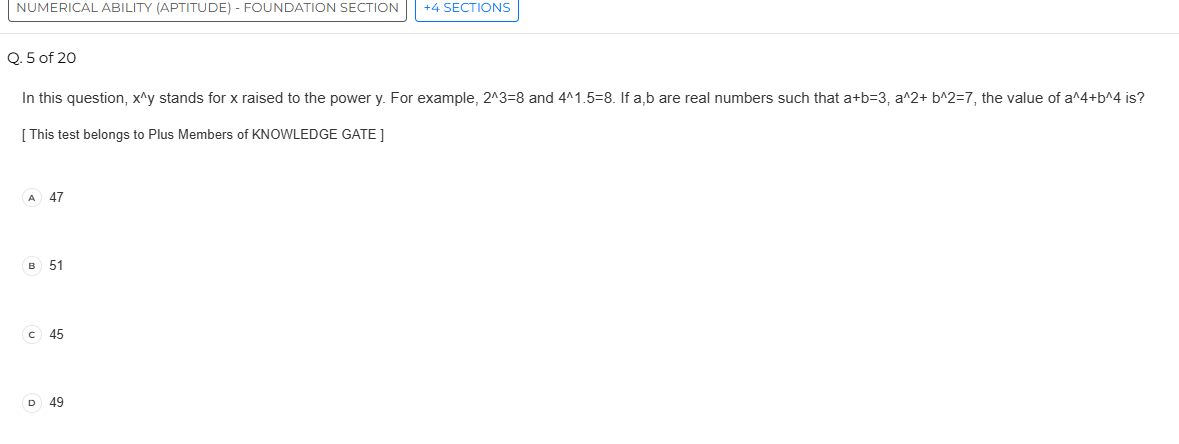 NUMERICAL ABILITY (APTITUDE) - FOUNDATION SECTION +4 SECTIONS
Q. 5 of 20
In this question, x^y stands for x raised to the power y. For example, 2^3=8 and 4^1.5=8. If a,b are real numbers such that a+b=3, a^2+ b^2=7, the value of a^4+b^4 is?
[ This test belongs to Plus Members of KNOWLEDGE GATE ]
A 47
B 51
C 45
D 49